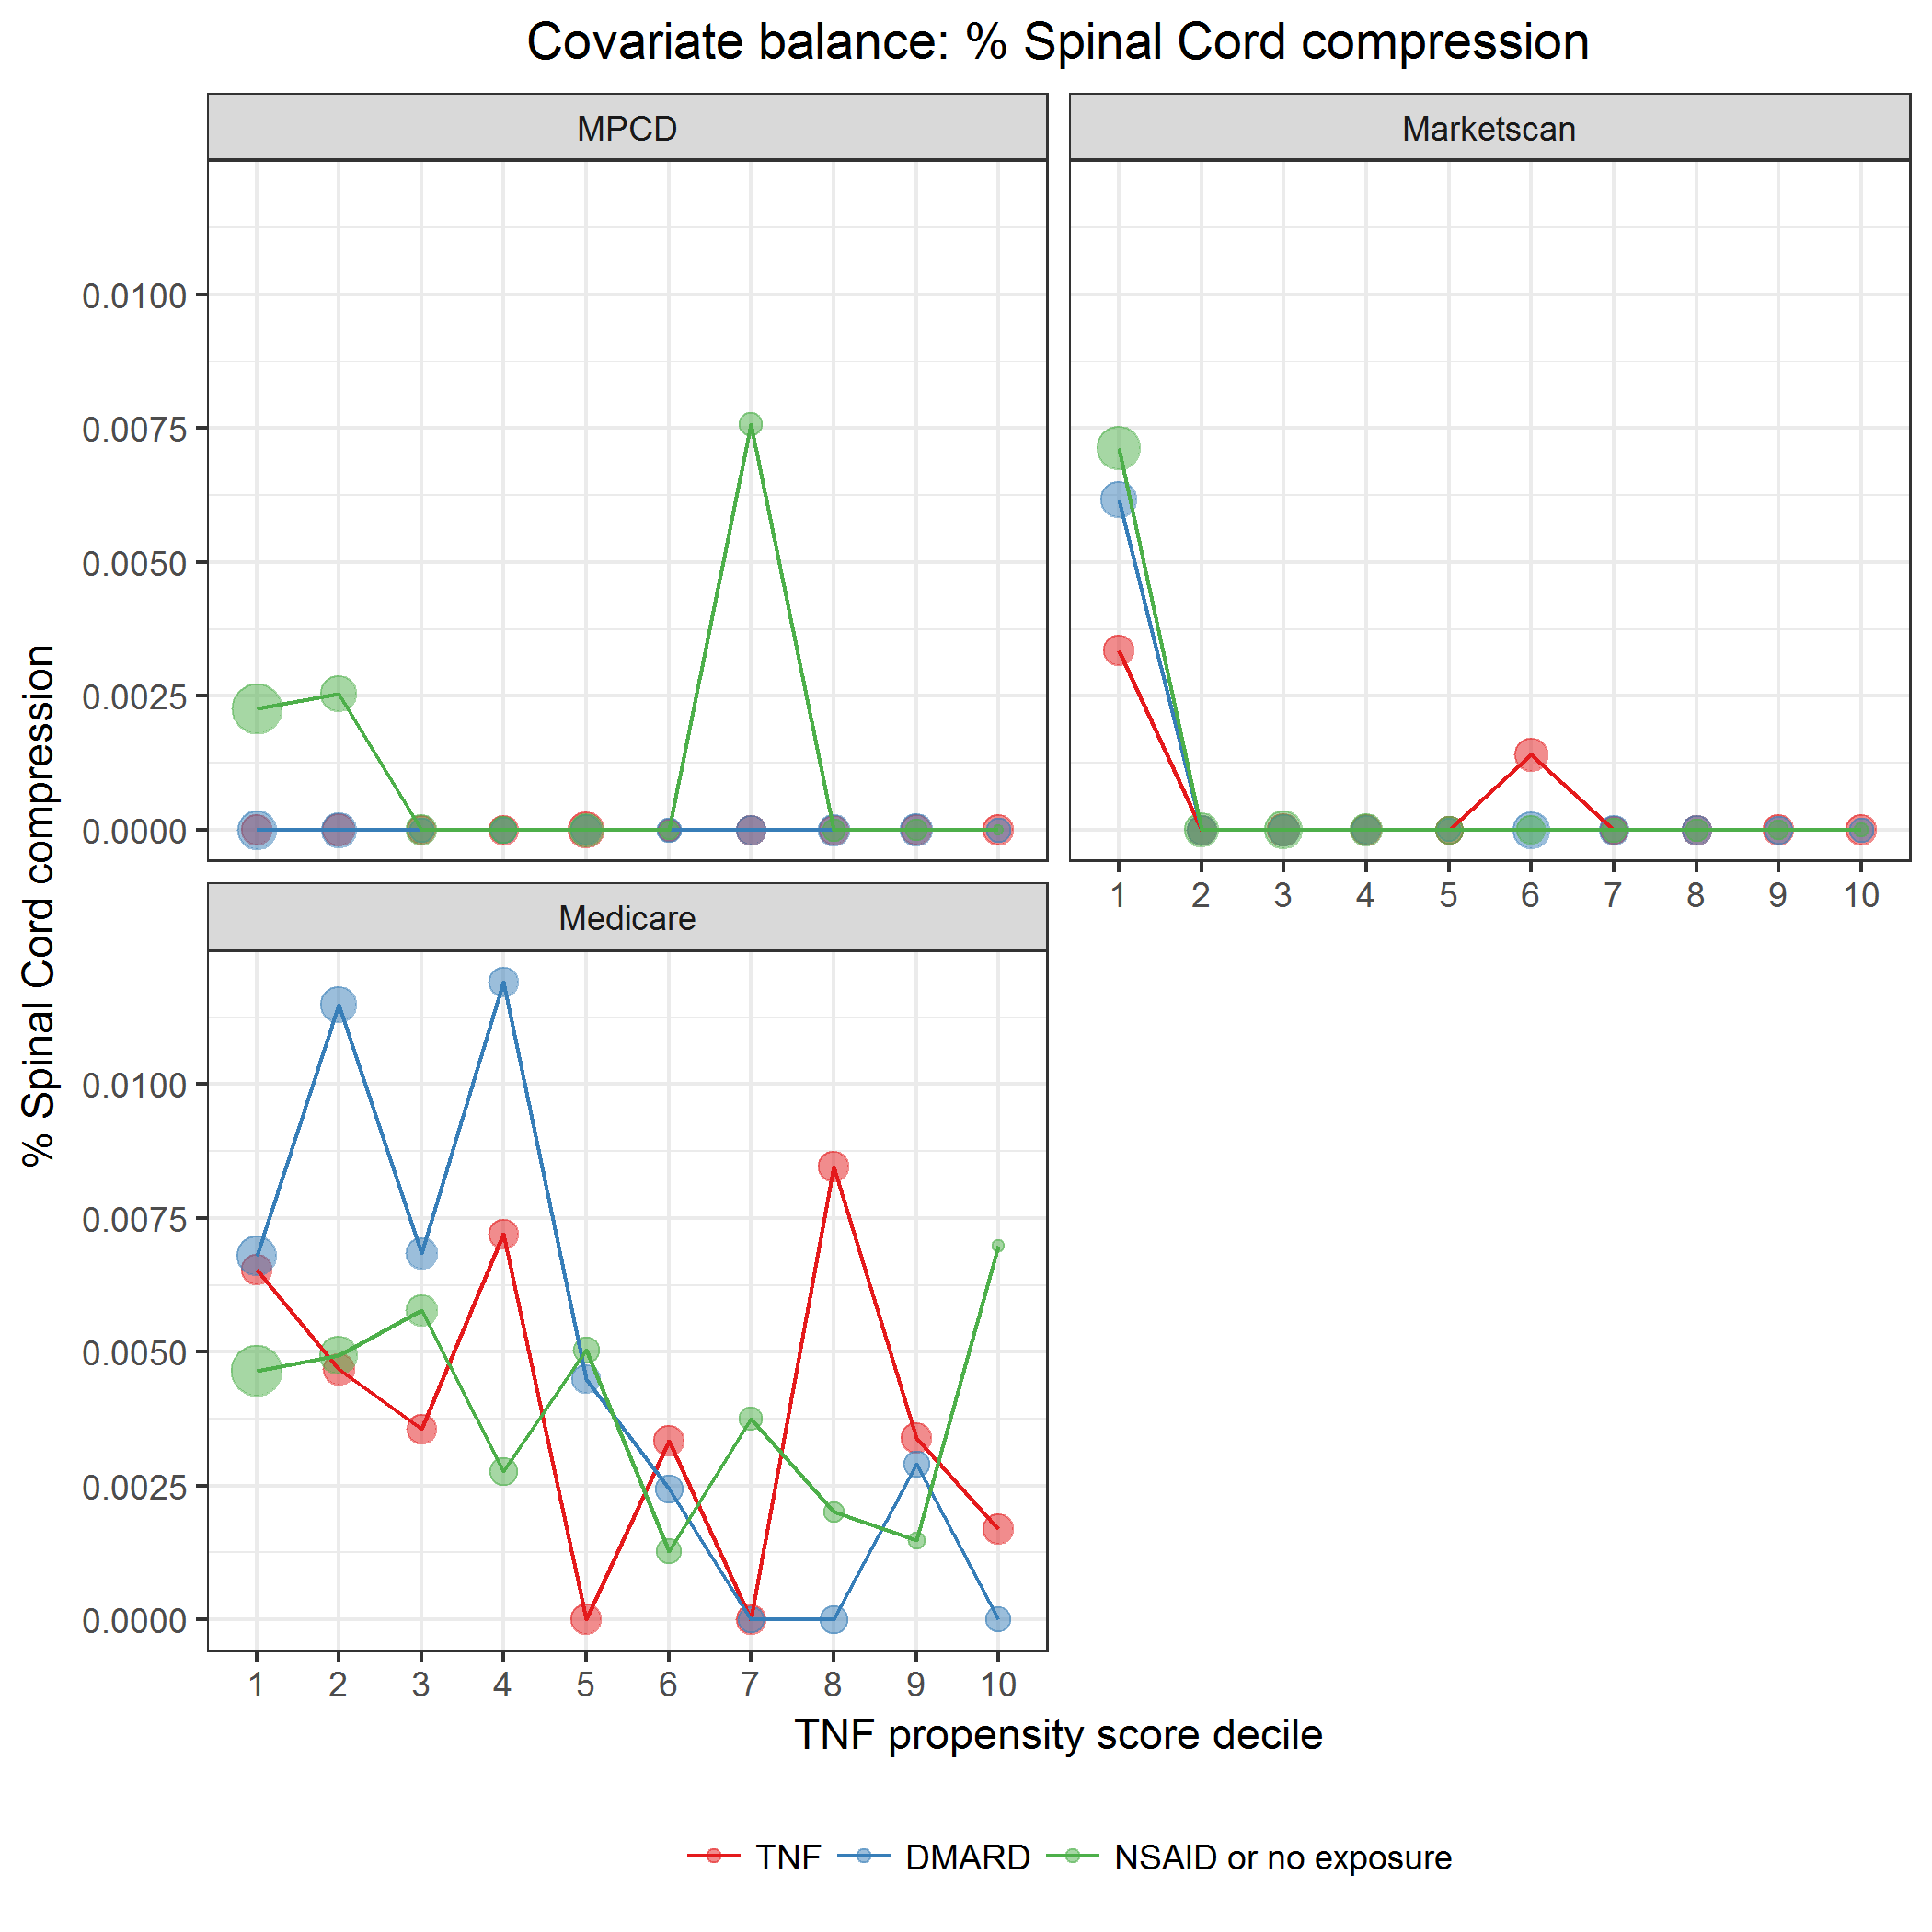 Covariate balance: % Spinal Cord compression
MPCD
Marketscan
0.0100
0.0075
0.0050
0.0025
0.0000
1 2 3 4 5 6 7 8 9 10
Medicare
% Spinal Cord compression
0.0100
0.0075
0.0050
0.0025
0.0000
1 2 3 4 5 6 7 8 9 10
TNF propensity score decile
TNF DMARD NSAID or no exposure